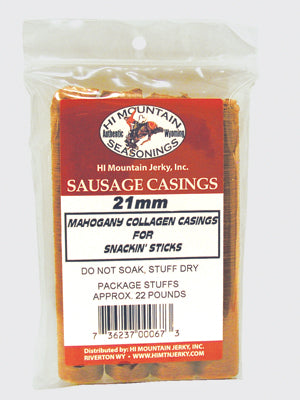 HI MOUNTAIN
Authentic Wyoming
SEASONINGS
HI Mountain Jerky, Inc.
SAUSAGE CASINGS
21mm
MAHOGANY COLLAGEN CASINGS
FOR
SNACKIN' STICKS
DO NOT SOAK, STUFF DRY
PACKAGE STUFFS
APPROX. 22 POUNDS
7 36237 00067 3
Distributed by: HI MOUNTAIN JERKY, INC.
RIVERTON WY • WWW.HIMTNJERKY.COM